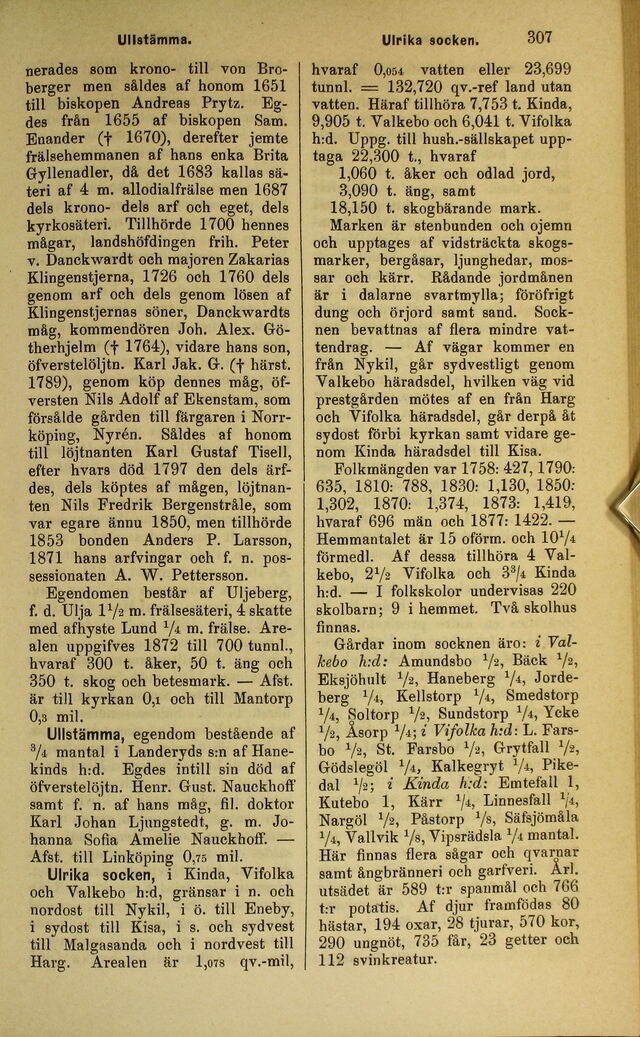 Ullstämma.
Ulrika socken.
307
nerades som krono- till von Bro-
berger men såldes af honom 1651
till biskopen Andreas Prytz. Eg-
des från 1655 af biskopen Sam.
Enander († 1670), derefter jemte
frälsehemmanen af hans enka Brita
Gyllenadler, då det 1683 kallas sä-
teri af 4 m. allodialfrälse men 1687
dels krono- dels arf och eget, dels
kyrkosäteri. Tillhörde 1700 hennes
mågar, landshöfdingen frih. Peter
v. Danckwardt och majoren Zakarias
Klingenstjerna, 1726 och 1760 dels
genom arf och dels genom lösen af
Klingenstjernas söner, Danckwardts
måg, kommendören Joh. Alex. Gö-
therhjelm († 1764), vidare hans son,
öfverstelöljtn. Karl Jak. G. († härst.
1789), genom köp dennes måg, öf-
versten Nils Adolf af Ekenstam, som
försålde gården till färgaren i Norr-
köping, Nyrén. Såldes af honom
till löjtnanten Karl Gustaf Tisell,
efter hvars död 1797 den dels ärf-
des, dels köptes af mågen, löjtnan-
ten Nils Fredrik Bergenstråle, som
var egare ännu 1850, men tillhörde
1853 bonden Anders P. Larsson,
1871 hans arfvingar och f. n. pos-
sessionaten A. W. Pettersson.
Egendomen består af Uljeberg,
f. d. Ulja 1 1/2 m. frälsesäteri, 4 skatte
med afhyste Lund 1/4 m. frälse. Are-
alen uppgifves 1872 till 700 tunnl.,
hvaraf 300 t. åker, 50 t. äng och
350 t. skog och betesmark. — Afst.
är till kyrkan 0,1 och till Mantorp
0,3 mil.
Ullstämma, egendom bestående af
3/4 mantal i Landeryds s:n af Hane-
kinds h:d. Egdes intill sin död af
öfverstelöjtn. Henr. Gust. Nauckhoff
samt f. n. af hans måg, fil. doktor
Karl Johan Ljungstedt, g. m. Jo-
hanna Sofia Amelie Nauckhoff. —
Afst. till Linköping 0,75 mil.
Ulrika socken, i Kinda, Vifolka
och Valkebo h:d, gränsar i n. och
nordost till Nykil, i ö. till Eneby,
i sydost till Kisa, i s. och sydvest
till Malgasanda och i nordvest till
Harg. Arealen är 1,078 qv.-mil,
hvaraf 0,054 vatten eller 23,699
tunnl. = 132,720 qv.-ref land utan
vatten. Häraf tillhöra 7,753 t. Kinda,
9,905 t. Valkebo och 6,041 t. Vifolka
h:d. Uppg. till hush.-sällskapet upp-
taga 22,300 t., hvaraf
1,060 t. åker och odlad jord,
3,090 t. äng, samt
18,150 t. skogbärande mark.
Marken är stenbunden och ojemn
och upptages af vidsträckta skogs-
marker, bergåsar, ljunghedar, mos-
sar och kärr. Rådande jordmånen
är i dalarne svartmylla; föröfrigt
dung och örjord samt sand. Sock-
nen bevattnas af flera mindre vat-
tendrag. — Af vägar kommer en
från Nykil, går sydvestligt genom
Valkebo häradsdel, hvilken väg vid
prestgården mötes af en från Harg
och Vifolka häradsdel, går derpå åt
sydost förbi kyrkan samt vidare ge-
nom Kinda häradsdel till Kisa.
Folkmängden var 1758: 427, 1790:
635, 1810: 788, 1830: 1,130, 1850:
1,302, 1870: 1,374, 1873: 1,419,
hvaraf 696 män och 1877: 1422. —
Hemmantalet är 15 oförm. och 10 1/4
förmedl. Af dessa tillhöra 4 Val-
kebo, 2 1/2 Vifolka och 3 3/4 Kinda
h:d. — I folkskolor undervisas 220
skolbarn; 9 i hemmet. Två skolhus
finnas.
Gårdar inom socknen äro: i Val-
kebo h:d: Amundsbo 1/2, Bäck 1/2,
Eksjöhult 1/2, Haneberg 1/4, Jorde-
berg 1/4, Kellstorp 1/4, Smedstorp
1/4, Soltorp 1/2, Sundstorp 1/4, Ycke
1/2, Åsorp 1/4; i Vifolka h:d: L. Fars-
bo 1/2, St. Farsbo 1/2, Grytfall 1/2,
Gödslegöl 1/4, Kalkegryt 1/4, Pike-
dal 1/2; i Kinda h:d: Emtefall 1,
Kutebo 1, Kärr 1/4, Linnesfall 1/4,
Nargöl 1/2, Påstorp 1/8, Säfsjömåla
1/4, Vallvik 1/8, Vipsrädsla 1/4 mantal.
Här finnas flera sågar och qvarnar
samt ångbränneri och garfveri. Årl.
utsädet är 589 t:r spanmål och 766
t:r potatis. Af djur framfödas 80
hästar, 194 oxar, 28 tjurar, 570 kor,
290 ungnöt, 735 får, 23 getter och
112 svinkreatur.